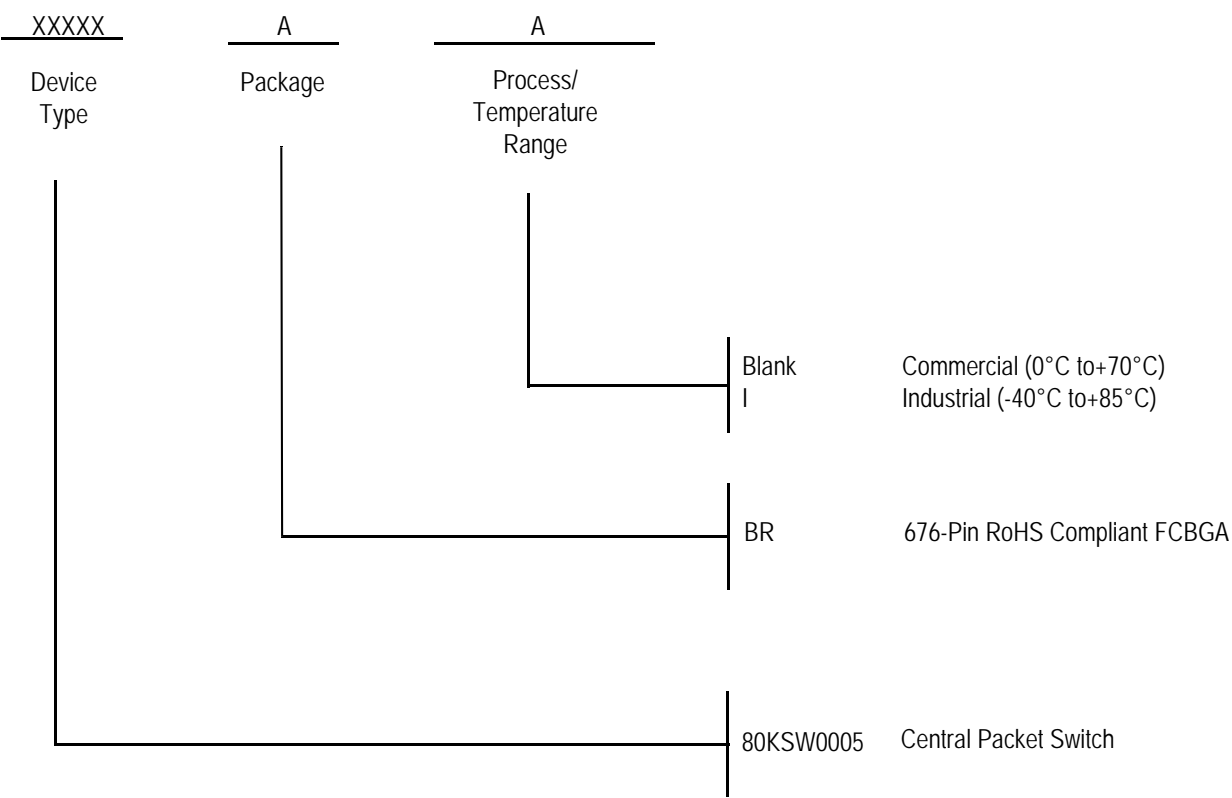 XXXXX A A
Device Type
Package
Process/
Temperature
Range
Blank Commercial (0°C to+70°C)
I Industrial (-40°C to+85°C)
BR 676-Pin RoHS Compliant FCBGA
80KSW0005 Central Packet Switch